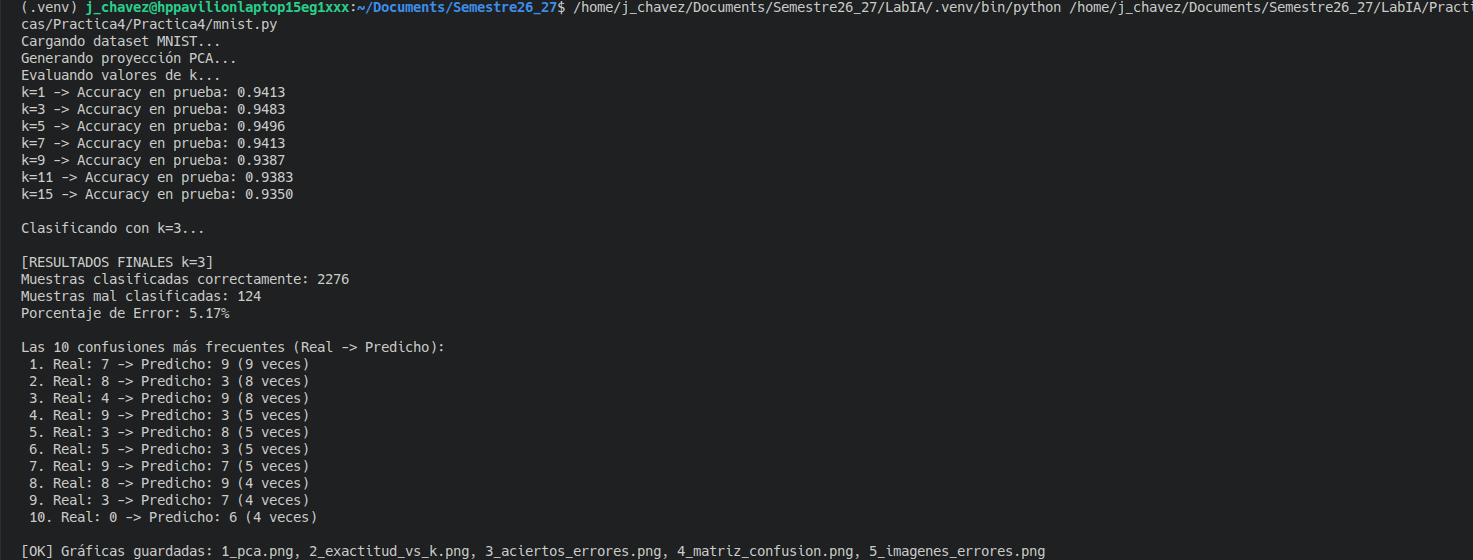 (.venv) j_chavez@hppavilionlaptop15eg1xxx:~/Documents/Semestre26_27$ /home/j_chavez/Documents/Semestre26_27/LabIA/.venv/bin/python /home/j_chavez/Documents/Semestre26_27/LabIA/Practi
cas/Practica4/Practica4/mnist.py
Cargando dataset MNIST...
Generando proyección PCA...
Evaluando valores de k...
k=1 -> Accuracy en prueba: 0.9413
k=3 -> Accuracy en prueba: 0.9483
k=5 -> Accuracy en prueba: 0.9496
k=7 -> Accuracy en prueba: 0.9413
k=9 -> Accuracy en prueba: 0.9387
k=11 -> Accuracy en prueba: 0.9383
k=15 -> Accuracy en prueba: 0.9350
Clasificando con k=3...
[RESULTADOS FINALES k=3]
Muestras clasificadas correctamente: 2276
Muestras mal clasificadas: 124
Porcentaje de Error: 5.17%
Las 10 confusiones más frecuentes (Real -> Predicho):
1. Real: 7 -> Predicho: 9 (9 veces)
2. Real: 8 -> Predicho: 3 (8 veces)
3. Real: 4 -> Predicho: 9 (8 veces)
4. Real: 9 -> Predicho: 3 (5 veces)
5. Real: 3 -> Predicho: 8 (5 veces)
6. Real: 5 -> Predicho: 3 (5 veces)
7. Real: 9 -> Predicho: 7 (5 veces)
8. Real: 8 -> Predicho: 9 (4 veces)
9. Real: 3 -> Predicho: 7 (4 veces)
10. Real: 0 -> Predicho: 6 (4 veces)
[OK] Gráficas guardadas: 1_pca.png, 2_exactitud_vs_k.png, 3_aciertos_errores.png, 4_matriz_confusion.png, 5_imagenes_errores.png